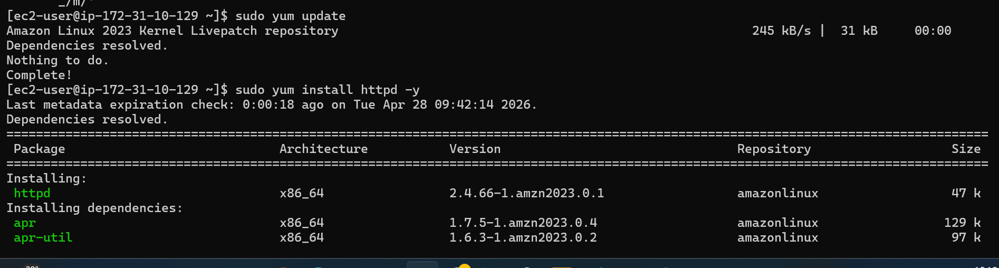 _/m/'
[ec2-user@ip-172-31-10-129 ~]$ sudo yum update
Amazon Linux 2023 Kernel Livepatch repository 245 kB/s | 31 kB 00:00
Dependencies resolved.
Nothing to do.
Complete!
[ec2-user@ip-172-31-10-129 ~]$ sudo yum install httpd -y
Last metadata expiration check: 0:00:18 ago on Tue Apr 28 09:42:14 2026.
Dependencies resolved.
================================================================================
Package Architecture Version Repository Size
================================================================================
Installing:
httpd x86_64 2.4.66-1.amzn2023.0.1 amazonlinux 47 k
Installing dependencies:
apr x86_64 1.7.5-1.amzn2023.0.4 amazonlinux 129 k
apr-util x86_64 1.6.3-1.amzn2023.0.2 amazonlinux 97 k